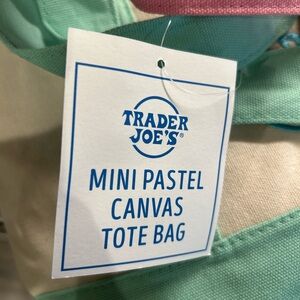 TRADER
JOE'S®
MINI PASTEL
CANVAS
TOTE BAG